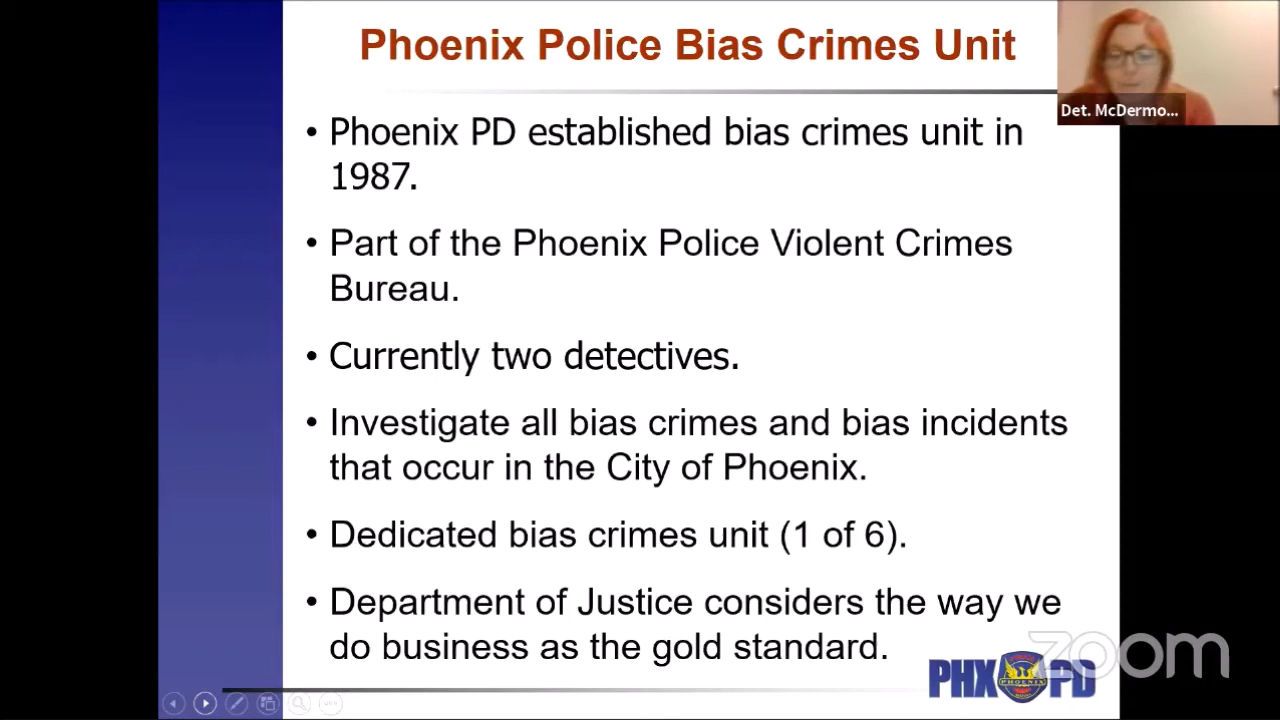 Phoenix Police Bias Crimes Unit
Det. McDermo...
• Phoenix PD established bias crimes unit in
1987.
• Part of the Phoenix Police Violent Crimes
Bureau.
• Currently two detectives.
• Investigate all bias crimes and bias incidents
that occur in the City of Phoenix.
• Dedicated bias crimes unit (1 of 6).
• Department of Justice considers the way we
do business as the gold standard.
zoom
PHX PHOENIX PD